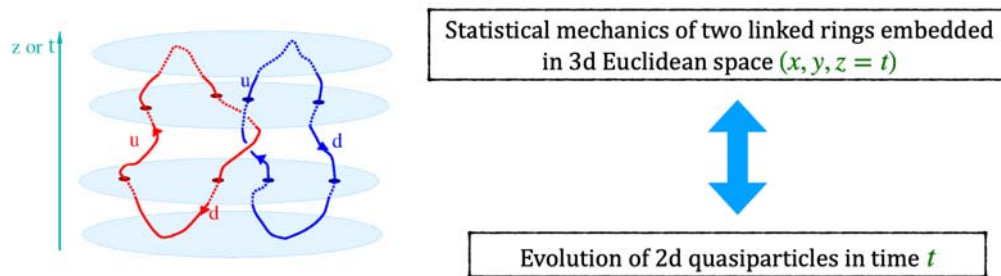 z or t
u
d
u
d
Statistical mechanics of two linked rings embedded
in 3d Euclidean space (x, y, z = t)
Evolution of 2d quasiparticles in time t